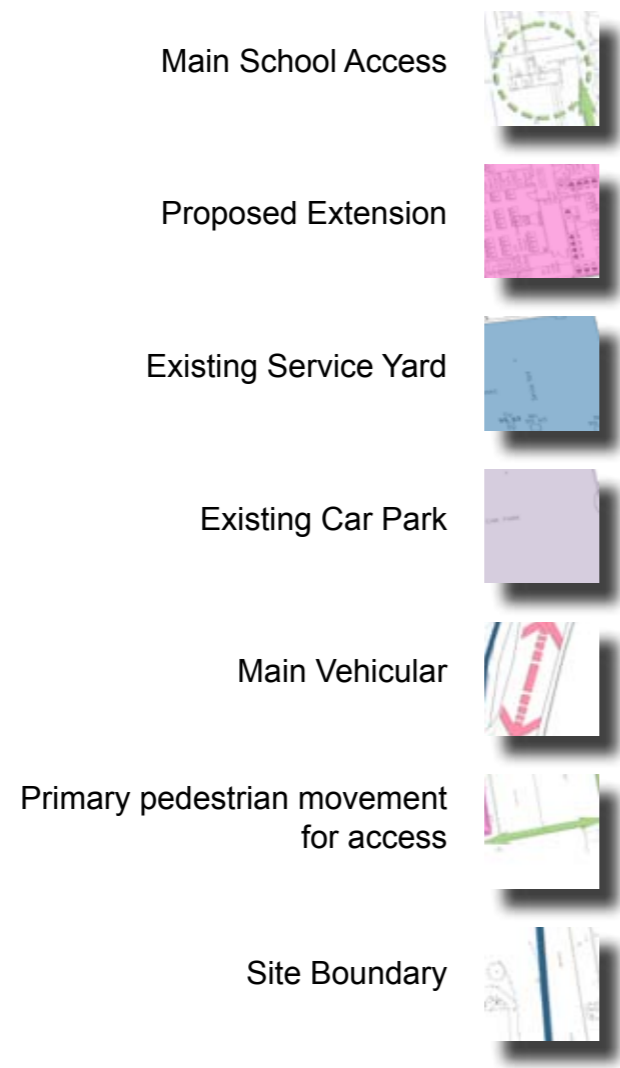 Main School Access
Proposed Extension
Existing Service Yard
Existing Car Park
Main Vehicular
Primary pedestrian movement
for access
Site Boundary